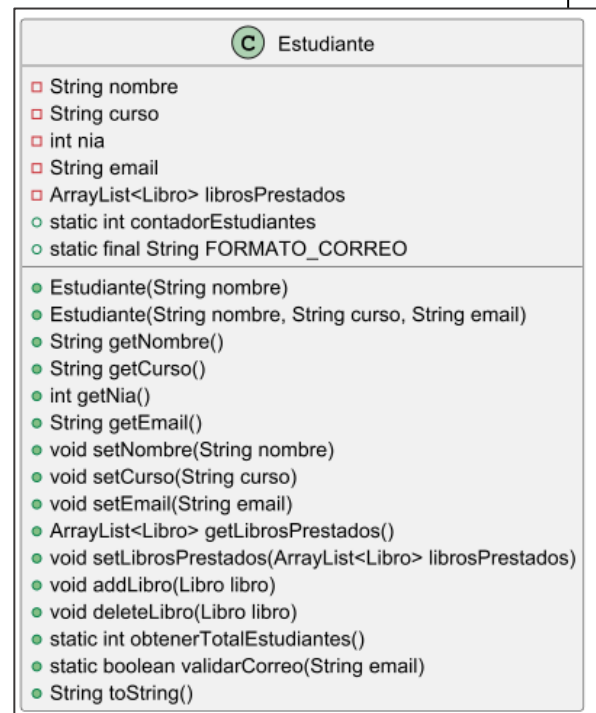 C Estudiante
String nombre
String curso
int nia
String email
ArrayList<Libro> librosPrestados
static int contadorEstudiantes
static final String FORMATO_CORREO
Estudiante(String nombre)
Estudiante(String nombre, String curso, String email)
String getNombre()
String getCurso()
int getNia()
String getEmail()
void setNombre(String nombre)
void setCurso(String curso)
void setEmail(String email)
ArrayList<Libro> getLibrosPrestados()
void setLibrosPrestados(ArrayList<Libro> librosPrestados)
void addLibro(Libro libro)
void deleteLibro(Libro libro)
static int obtenerTotalEstudiantes()
static boolean validarCorreo(String email)
String toString()